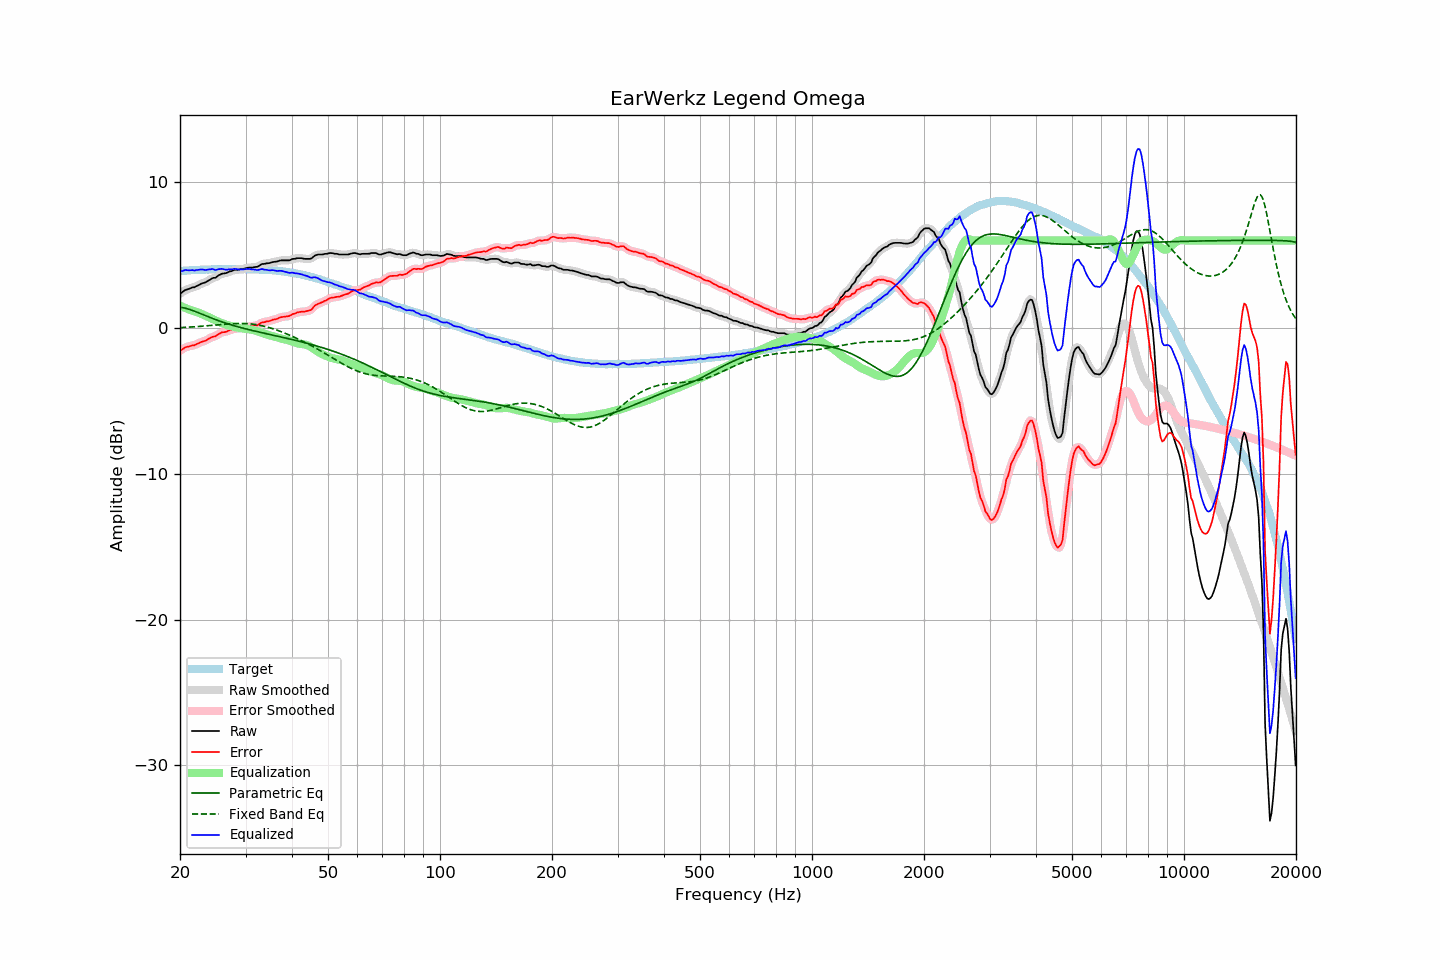 EarWerkz Legend Omega
Amplitude (dBr)
10
0
−10
−20
−30
Target
Raw Smoothed
Error Smoothed
Raw
Error
Equalization
Parametric Eq
Fixed Band Eq
Equalized
20 50 100 200 500 1000 2000 5000 10000 20000
Frequency (Hz)